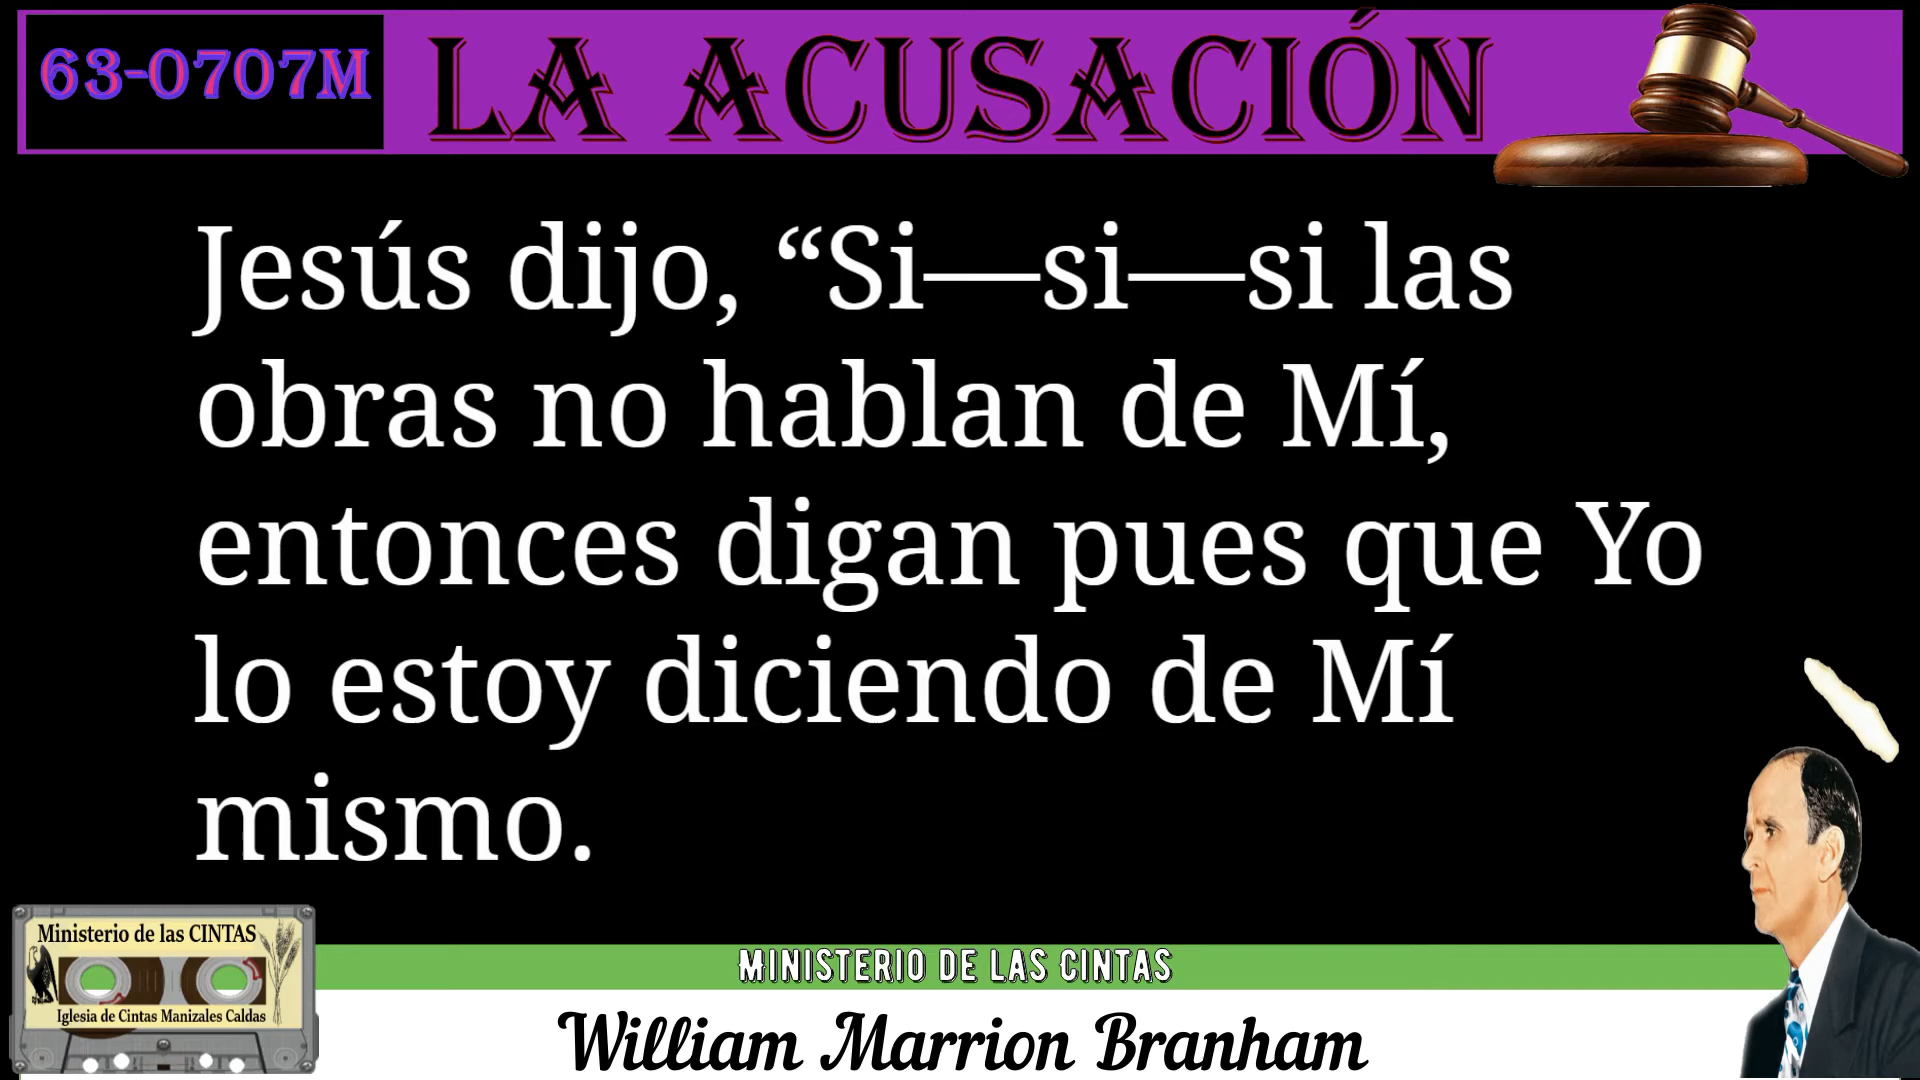 63-0707M
LA ACUSACIÓN
Jesús dijo, “Si—si—si las
obras no hablan de Mí,
entonces digan pues que Yo
lo estoy diciendo de Mí
mismo.
Ministerio de las CINTAS
Iglesia de Cintas Manizales Caldas
MINISTERIO DE LAS CINTAS
William Marrion Branham